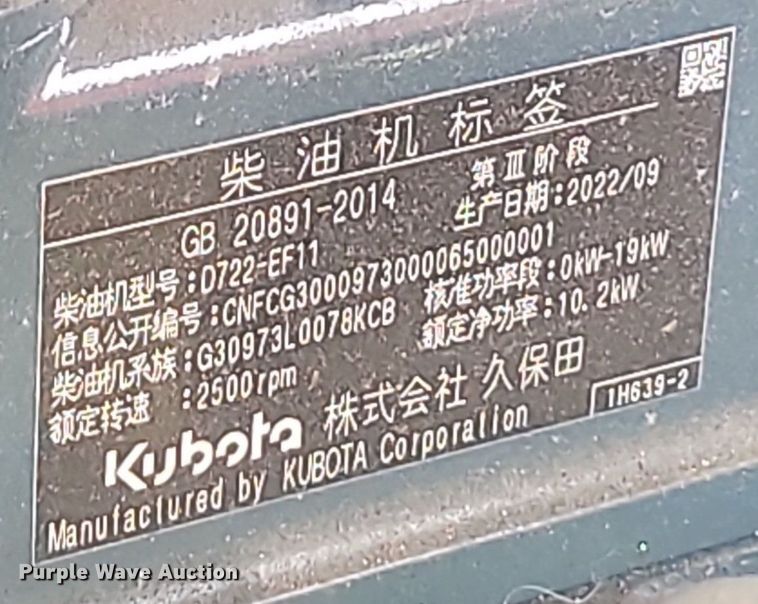 柴油机标签
GB 20891-2014 第Ⅲ阶段
柴油机型号:D722-EF11 生产日期:2022/09
信息公开编号:CNFCG3000973000065000001
柴油机系族:G30973L0078KCB 核准功率段:0kW-19kW
额定转速 :2500rpm 额定净功率:10.2kW
Kubota 株式会社 久保田
Manufactured by KUBOTA Corporation 1H639-2
Purple Wave Auction